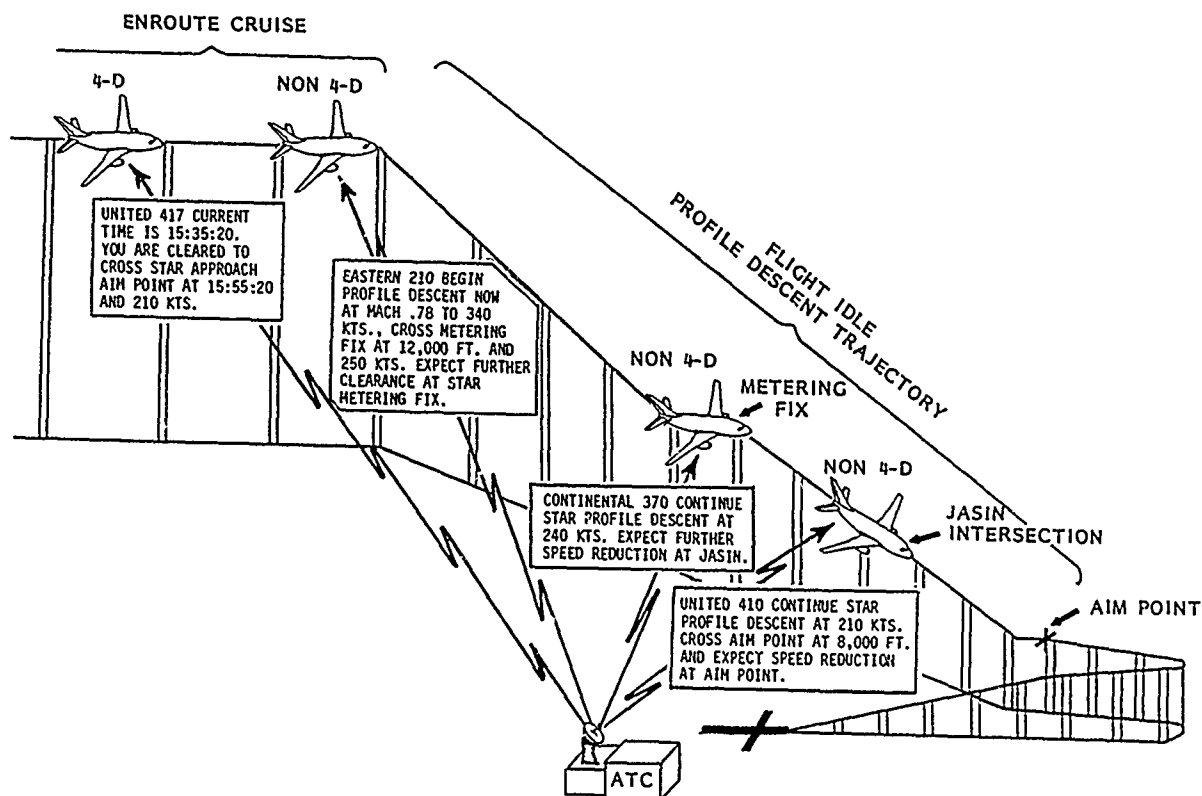 ENROUTE CRUISE
4-D
NON 4-D
UNITED 417 CURRENT
TIME IS 15:35:20.
YOU ARE CLEARED TO
CROSS STAR APPROACH
AIM POINT AT 15:55:20
AND 210 KTS.
EASTERN 210 BEGIN
PROFILE DESCENT NOW
AT MACH .78 TO 340
KTS., CROSS METERING
FIX AT 12,000 FT. AND
250 KTS. EXPECT FURTHER
CLEARANCE AT STAR
METERING FIX.
FLIGHT IDLE
PROFILE DESCENT TRAJECTORY
NON 4-D
METERING
FIX
NON 4-D
JASIN
INTERSECTION
CONTINENTAL 370 CONTINUE
STAR PROFILE DESCENT AT
240 KTS. EXPECT FURTHER
SPEED REDUCTION AT JASIN.
UNITED 410 CONTINUE STAR
PROFILE DESCENT AT 210 KTS.
CROSS AIM POINT AT 8,000 FT.
AND EXPECT SPEED REDUCTION
AT AIM POINT.
AIM POINT
ATC